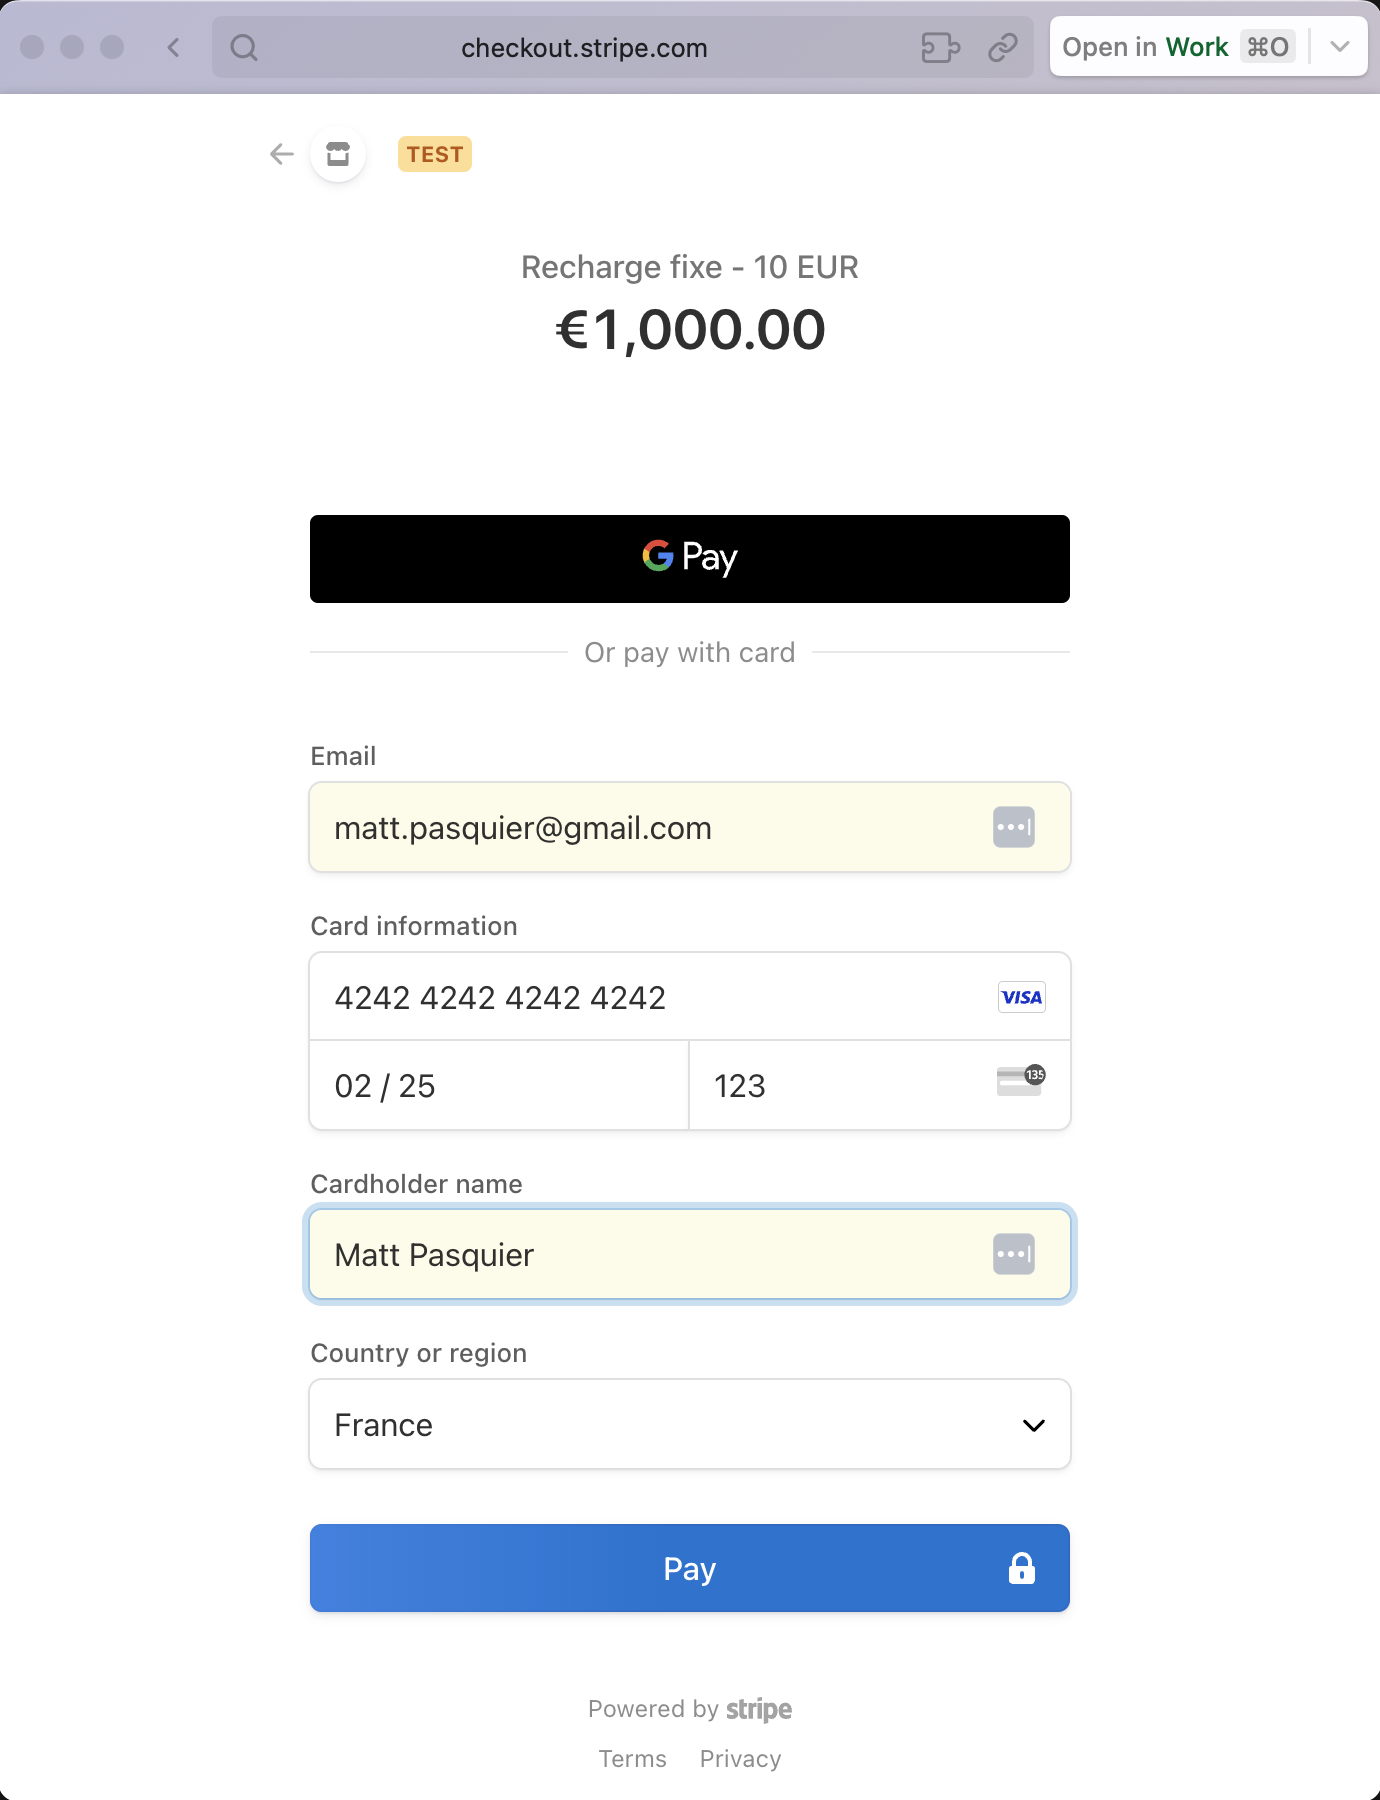 checkout.stripe.com
Open in Work ⌘O
TEST
Recharge fixe - 10 EUR
€1,000.00
G Pay
Or pay with card
Email
matt.pasquier@gmail.com
Card information
4242 4242 4242 4242
VISA
02 / 25
123
135
Cardholder name
Matt Pasquier
Country or region
France
Pay
Powered by stripe
Terms Privacy